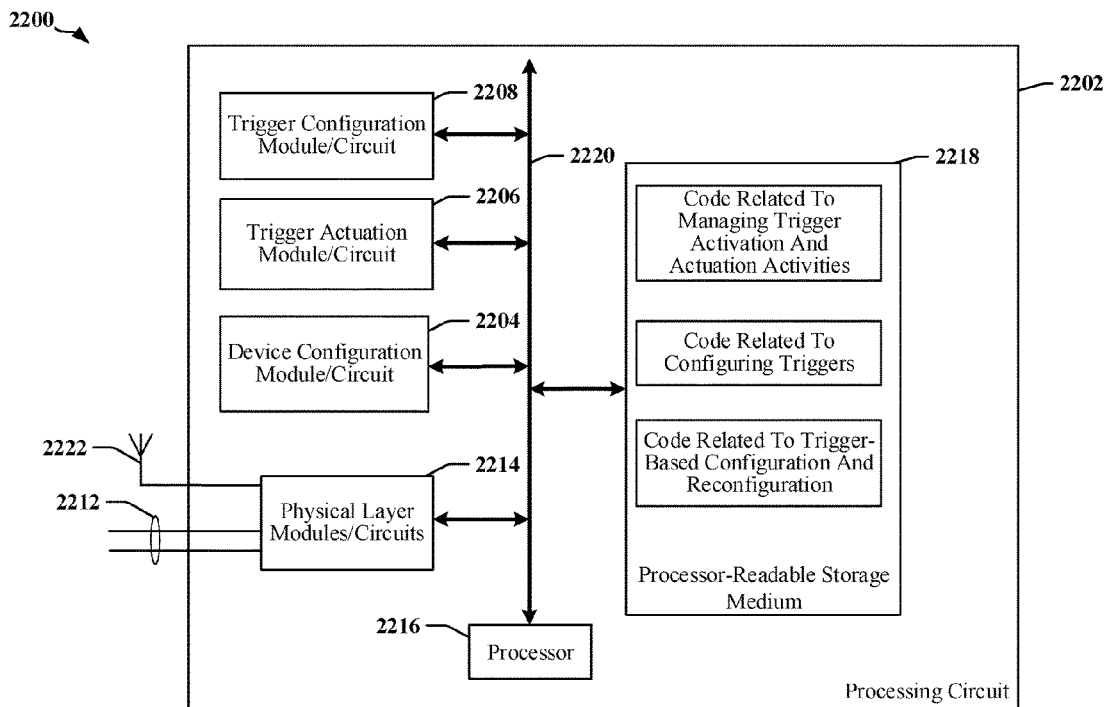 2200
2202
2208
Trigger Configuration
Module/Circuit
2220
2218
2206
Trigger Actuation
Module/Circuit
Code Related To
Managing Trigger
Activation And
Actuation Activities
2204
Device Configuration
Module/Circuit
Code Related To
Configuring Triggers
2222
2214
2212
Physical Layer
Modules/Circuits
Code Related To Trigger-
Based Configuration And
Reconfiguration
Processor-Readable Storage
Medium
2216
Processor
Processing Circuit